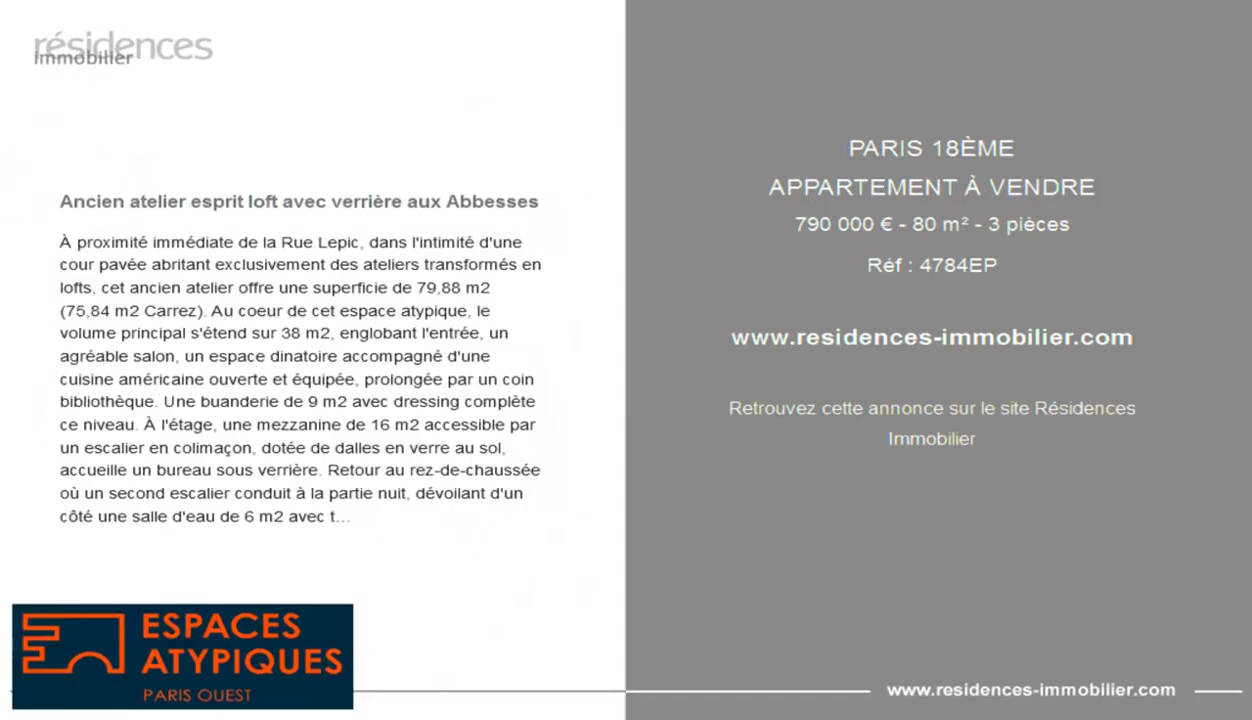 résidences
Immobilier
Ancien atelier esprit loft avec verrière aux Abbesses
À proximité immédiate de la Rue Lepic, dans l'intimité d'une
cour pavée abritant exclusivement des ateliers transformés en
lofts, cet ancien atelier offre une superficie de 79,88 m2
(75,84 m2 Carrez). Au coeur de cet espace atypique, le
volume principal s'étend sur 38 m2, englobant l'entrée, un
agréable salon, un espace dinatoire accompagné d'une
cuisine américaine ouverte et équipée, prolongée par un coin
bibliothèque. Une buanderie de 9 m2 avec dressing complète
ce niveau. À l'étage, une mezzanine de 16 m2 accessible par
un escalier en colimaçon, dotée de dalles en verre au sol,
accueille un bureau sous verrière. Retour au rez-de-chaussée
où un second escalier conduit à la partie nuit, dévoilant d'un
côté une salle d'eau de 6 m2 avec t...
ESPACES
ATYPIQUES
PARIS OUEST
PARIS 18ÈME
APPARTEMENT À VENDRE
790 000 € - 80 m² - 3 pièces
Réf : 4784EP
www.residences-immobilier.com
Retrouvez cette annonce sur le site Résidences
Immobilier
www.residences-immobilier.com